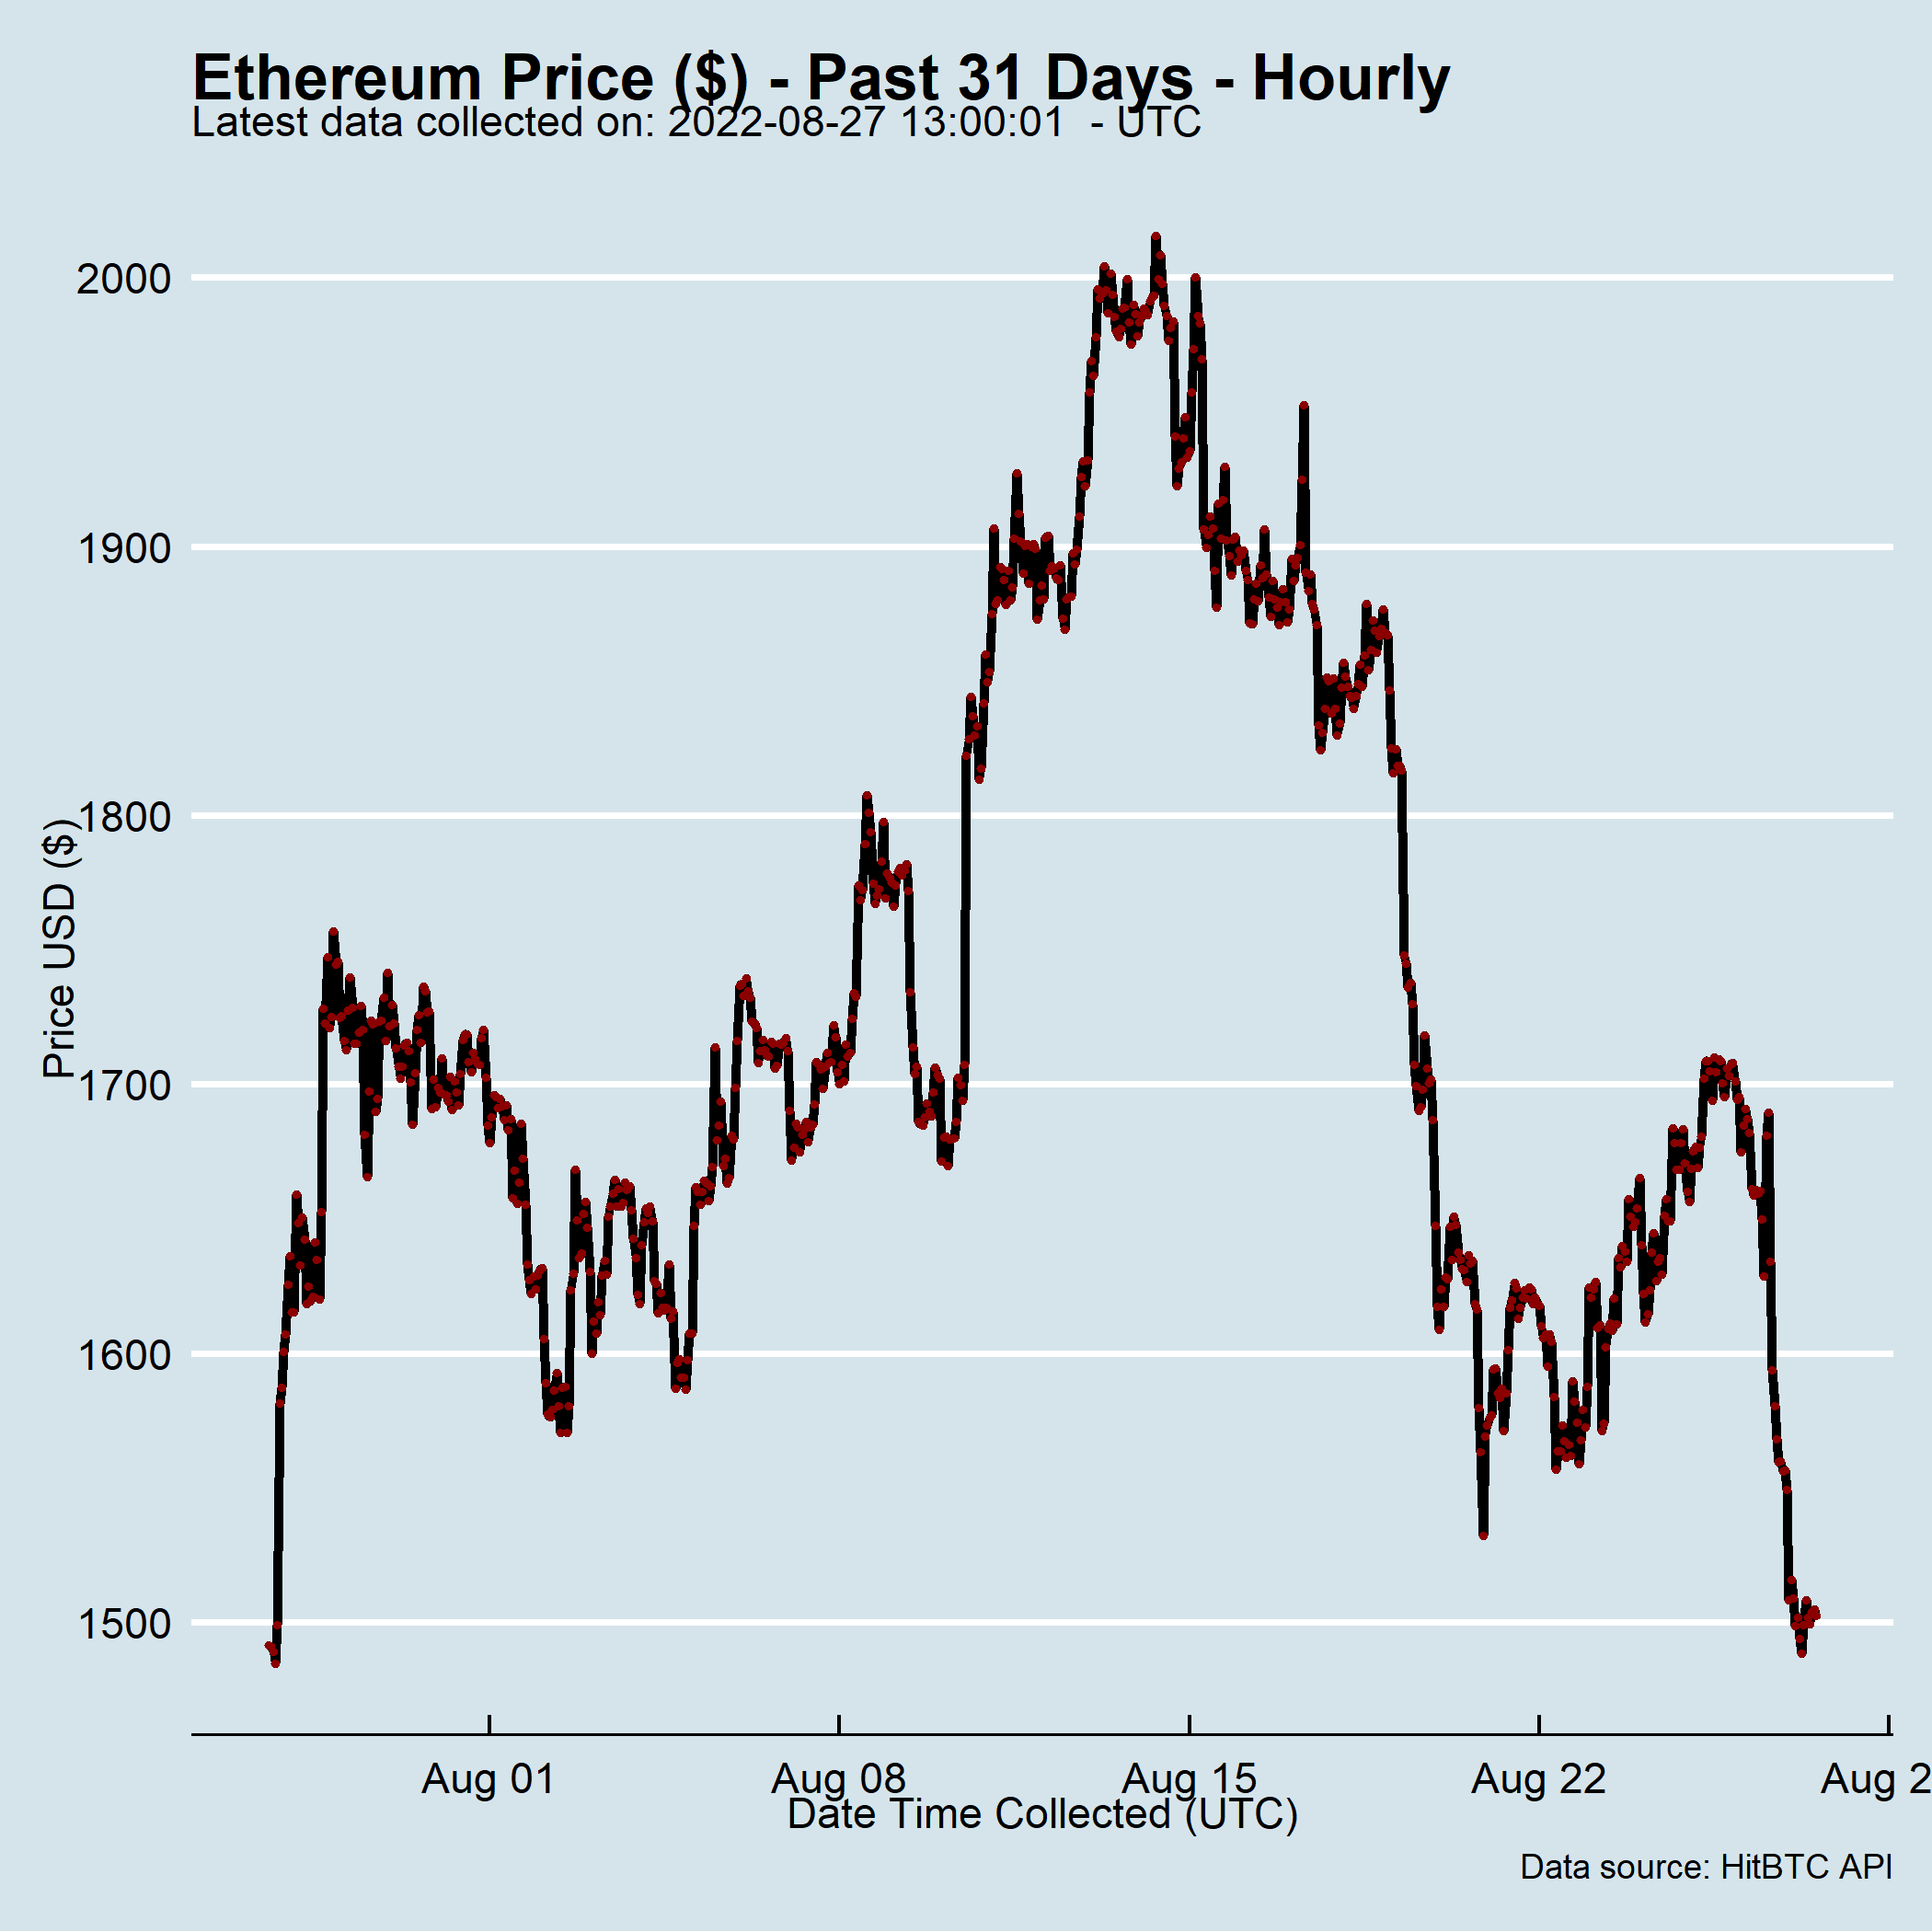 Ethereum Price ($) - Past 31 Days - Hourly
Latest data collected on: 2022-08-27 13:00:01  - UTC
2000
1900
1800
1700
1600
1500
Price USD ($)
Aug 01
Aug 08
Aug 15
Aug 22
Aug 2
Date Time Collected (UTC)
Data source: HitBTC API